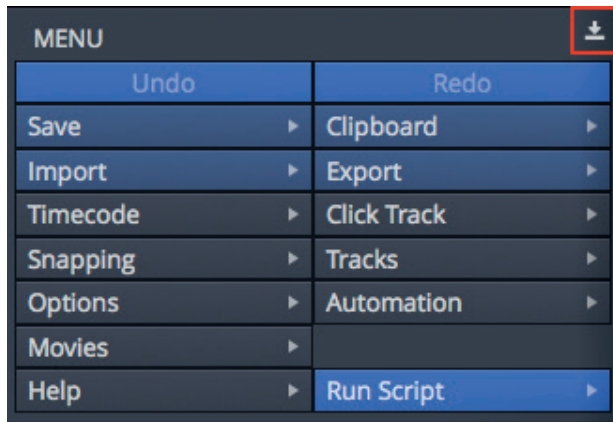 MENU
Undo Redo
Save Clipboard
Import Export
Timecode Click Track
Snapping Tracks
Options Automation
Movies
Help Run Script